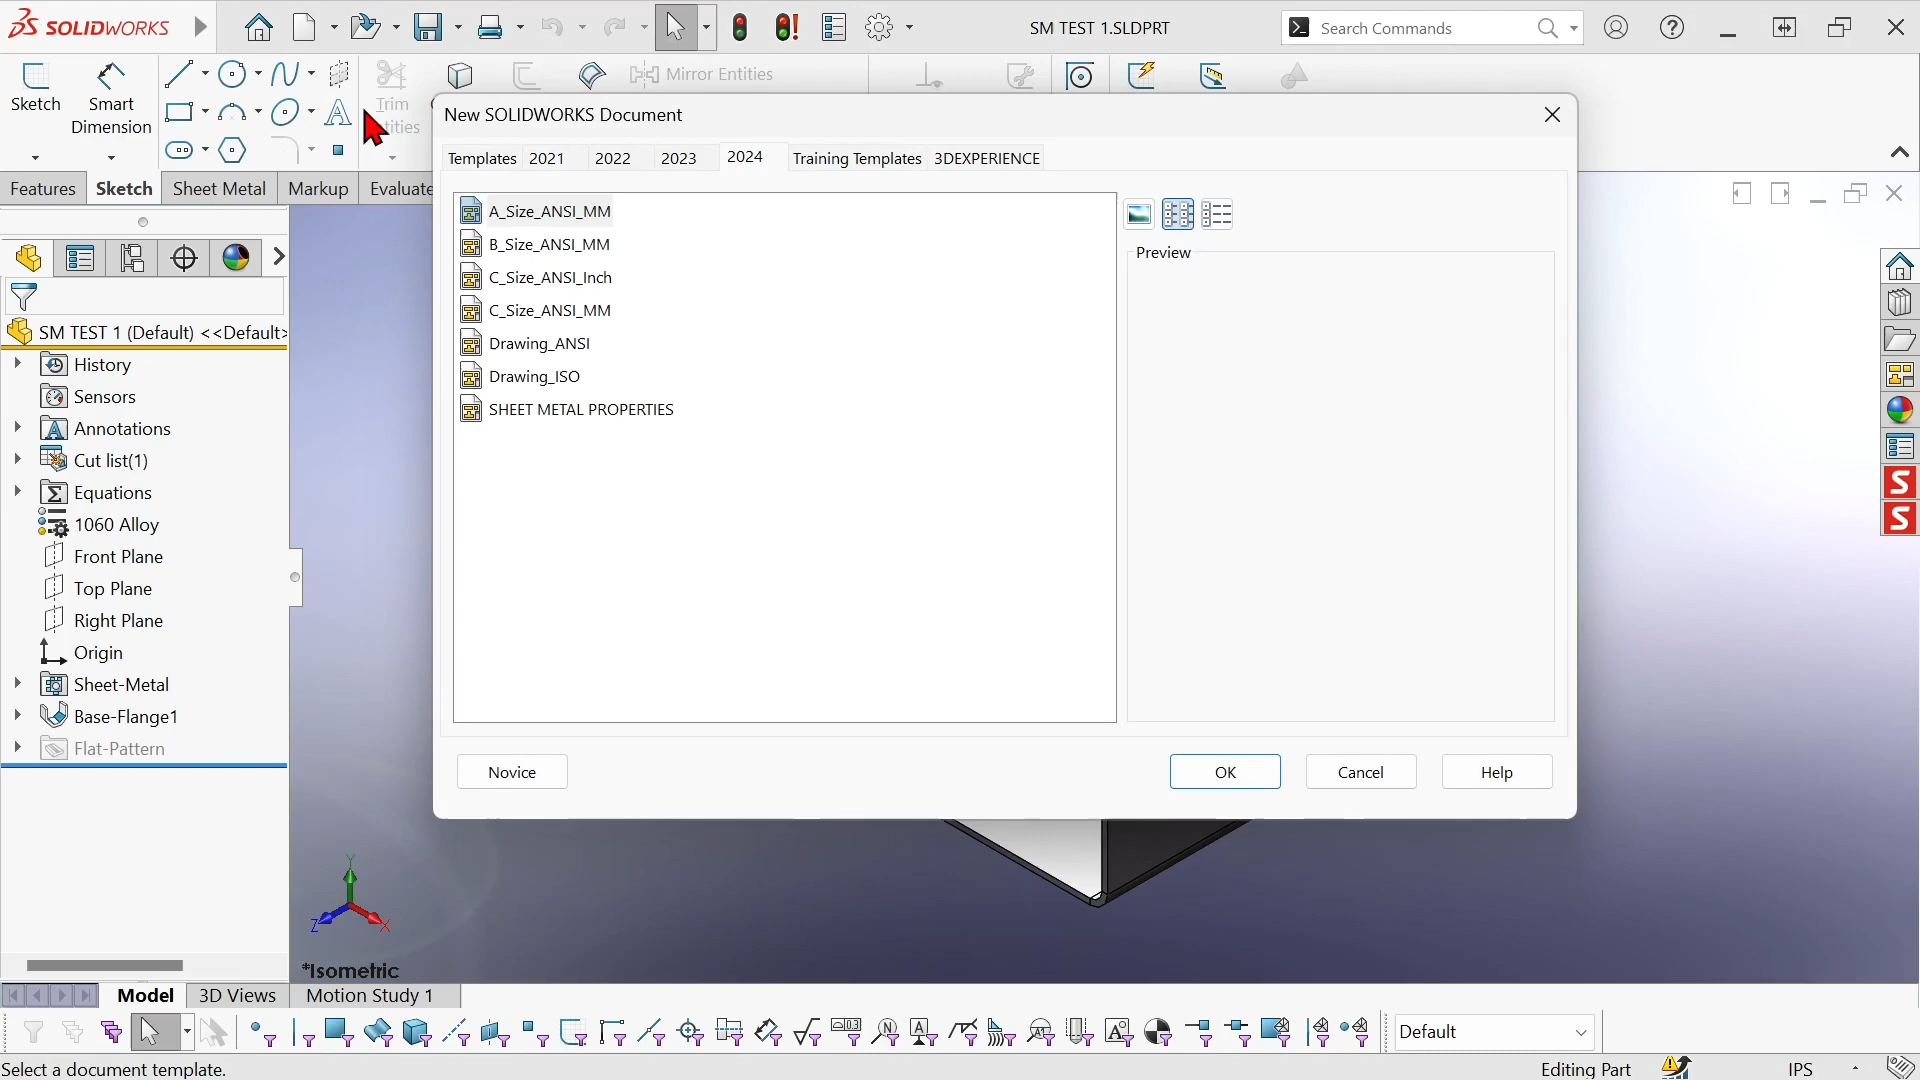 SOLIDWORKS
SM TEST 1.SLDPRT
Search Commands
Sketch
Smart
Dimension
Trim
tities
Mirror Entities
Features
Sketch
Sheet Metal
Markup
Evaluate
New SOLIDWORKS Document
Templates
2021
2022
2023
2024
Training Templates
3DEXPERIENCE
A_Size_ANSI_MM
B_Size_ANSI_MM
C_Size_ANSI_Inch
C_Size_ANSI_MM
Drawing_ANSI
Drawing_ISO
SHEET METAL PROPERTIES
Preview
Novice
OK
Cancel
Help
SM TEST 1 (Default) <<Default>
History
Sensors
Annotations
Cut list(1)
Equations
1060 Alloy
Front Plane
Top Plane
Right Plane
Origin
Sheet-Metal
Base-Flange1
Flat-Pattern
Y
Z
X
*Isometric
Model
3D Views
Motion Study 1
Default
Select a document template.
Editing Part
IPS